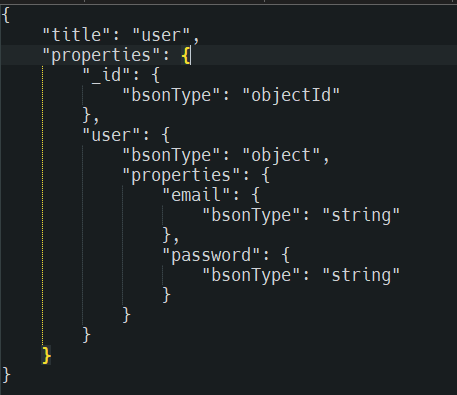 {
    "title": "user",
    "properties": {
        "_id": {
            "bsonType": "objectId"
        },
        "user": {
            "bsonType": "object",
            "properties": {
                "email": {
                    "bsonType": "string"
                },
                "password": {
                    "bsonType": "string"
                }
            }
        }
    }
}